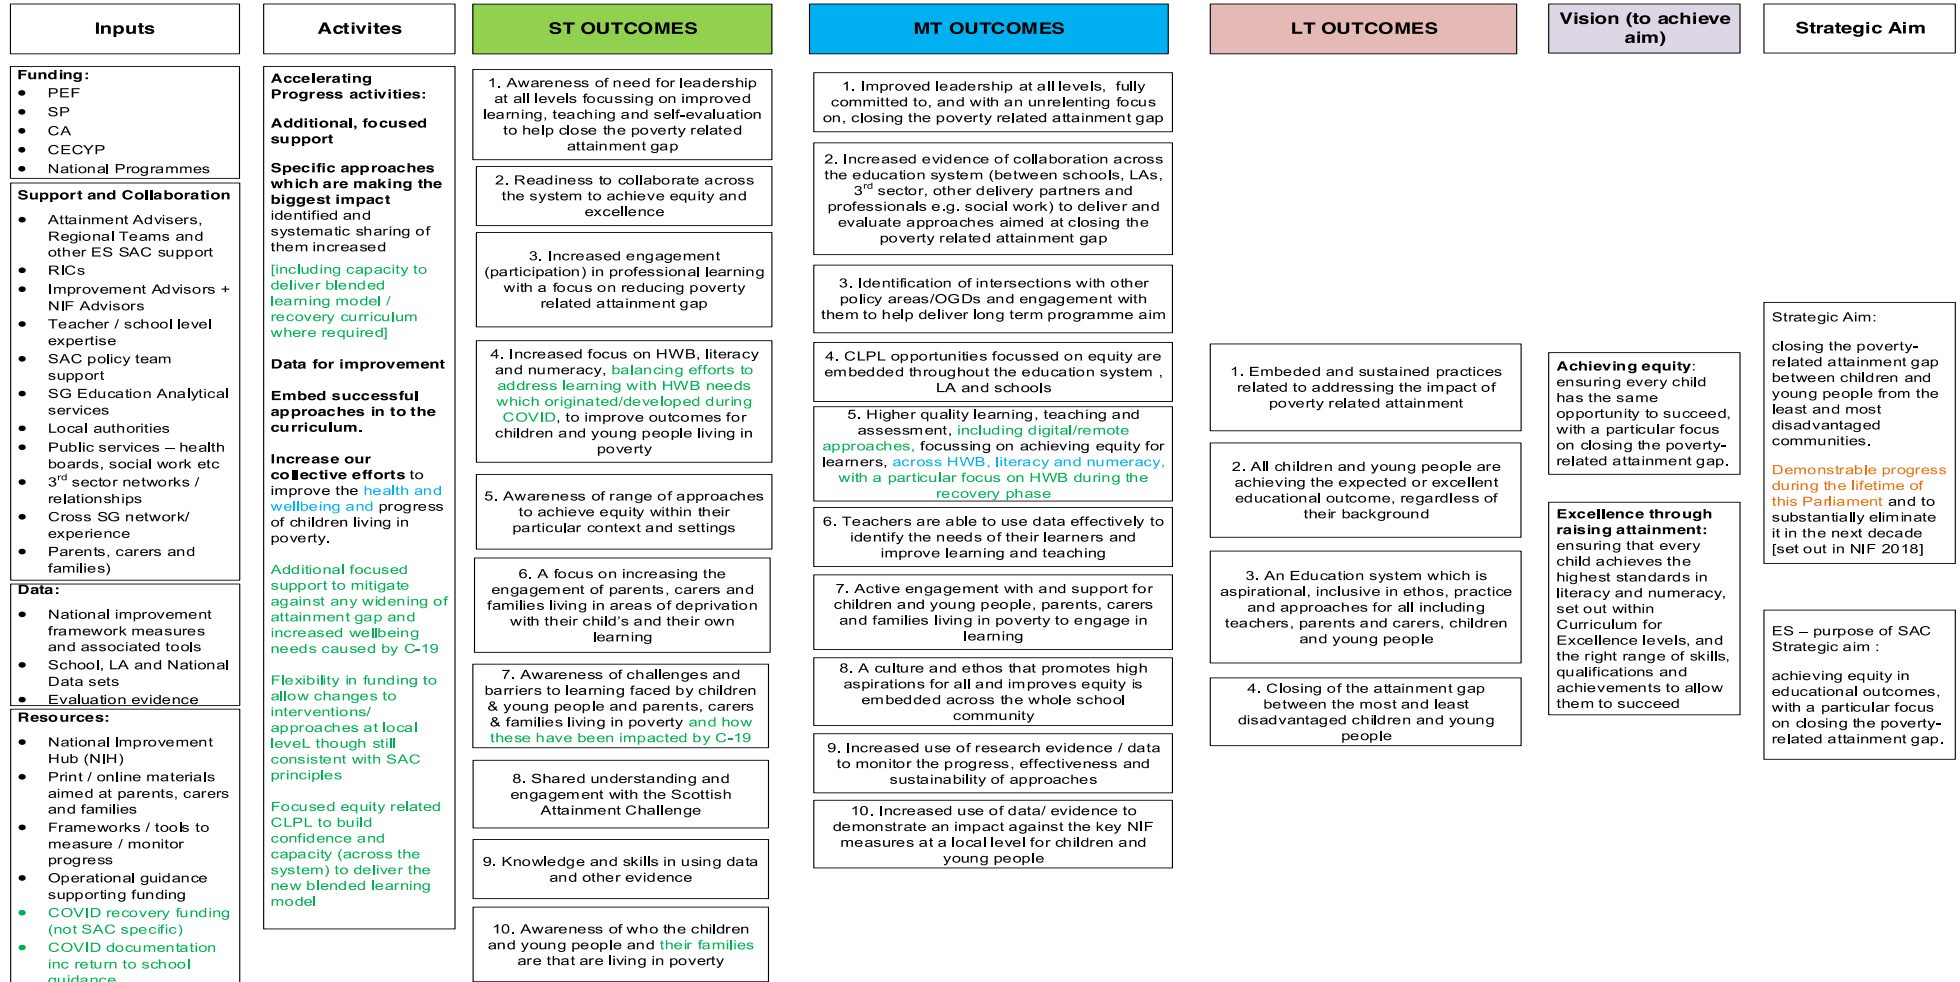 Inputs
Funding:
• PEF
• SP
• CA
• CECYP
• National Programmes
Support and Collaboration
• Attainment Advisers,
Regional Teams and
other ES SAC support
• RICs
• Improvement Advisors +
NIF Advisors
• Teacher / school level
expertise
• SAC policy team
support
• SG Education Analytical
services
• Local authorities
• Public services – health
boards, social work etc
• 3rd sector networks /
relationships
• Cross SG network/
experience
• Parents, carers and
families)
Data:
• National improvement
framework measures
and associated tools
• School, LA and National
Data sets
• Evaluation evidence
Resources:
• National Improvement
Hub (NIH)
• Print / online materials
aimed at parents, carers
and families
• Frameworks / tools to
measure / monitor
progress
• Operational guidance
supporting funding
• COVID recovery funding
(not SAC specific)
• COVID documentation
inc return to school
guidance
Activites
Accelerating
Progress activities:
Additional, focused
support
Specific approaches
which are making the
biggest impact
identified and
systematic sharing of
them increased
[including capacity to
deliver blended
learning model /
recovery curriculum
where required]
Data for improvement
Embed successful
approaches in to the
curriculum.
Increase our
collective efforts to
improve the health and
wellbeing and progress
of children living in
poverty.
Additional focused
support to mitigate
against any widening of
attainment gap and
increased wellbeing
needs caused by C-19
Flexibility in funding to
allow changes to
interventions/
approaches at local
leveL though still
consistent with SAC
principles
Focused equity related
CLPL to build
confidence and
capacity (across the
system) to deliver the
new blended learning
model
ST OUTCOMES
1. Awareness of need for leadership
at all levels focussing on improved
learning, teaching and self-evaluation
to help close the poverty related
attainment gap
2. Readiness to collaborate across
the system to achieve equity and
excellence
3. Increased engagement
(participation) in professional learning
with a focus on reducing poverty
related attainment gap
4. Increased focus on HWB, literacy
and numeracy, balancing efforts to
address learning with HWB needs
which originated/developed during
COVID, to improve outcomes for
children and young people living in
poverty
5. Awareness of range of approaches
to achieve equity within their
particular context and settings
6. A focus on increasing the
engagement of parents, carers and
families living in areas of deprivation
with their child's and their own
learning
7. Awareness of challenges and
barriers to learning faced by children
& young people and parents, carers
& families living in poverty and how
these have been impacted by C-19
8. Shared understanding and
engagement with the Scottish
Attainment Challenge
9. Knowledge and skills in using data
and other evidence
10. Awareness of who the children
and young people and their families
are that are living in poverty
MT OUTCOMES
1. Improved leadership at all levels, fully
committed to, and with an unrelenting focus
on, closing the poverty related attainment gap
2. Increased evidence of collaboration across
the education system (between schools, LAs,
3rd sector, other delivery partners and
professionals e.g. social work) to deliver and
evaluate approaches aimed at closing the
poverty related attainment gap
3. Identification of intersections with other
policy areas/OGDs and engagement with
them to help deliver long term programme aim
4. CLPL opportunities focussed on equity are
embedded throughout the education system ,
LA and schools
5. Higher quality learning, teaching and
assessment, including digital/remote
approaches, focussing on achieving equity for
learners, across HWB, literacy and numeracy,
with a particular focus on HWB during the
recovery phase
6. Teachers are able to use data effectively to
identify the needs of their learners and
improve learning and teaching
7. Active engagement with and support for
children and young people, parents, carers
and families living in poverty to engage in
learning
8. A culture and ethos that promotes high
aspirations for all and improves equity is
embedded across the whole school
community
9. Increased use of research evidence / data
to monitor the progress, effectiveness and
sustainability of approaches
10. Increased use of data/ evidence to
demonstrate an impact against the key NIF
measures at a local level for children and
young people
LT OUTCOMES
1. Embeded and sustained practices
related to addressing the impact of
poverty related attainment
2. All children and young people are
achieving the expected or excellent
educational outcome, regardless of
their background
3. An Education system which is
aspirational, inclusive in ethos, practice
and approaches for all including
teachers, parents and carers, children
and young people
4. Closing of the attainment gap
between the most and least
disadvantaged children and young
people
Vision (to achieve
aim)
Achieving equity:
ensuring every child
has the same
opportunity to succeed,
with a particular focus
on closing the poverty-
related attainment gap.
Excellence through
raising attainment:
ensuring that every
child achieves the
highest standards in
literacy and numeracy,
set out within
Curriculum for
Excellence levels, and
the right range of skills,
qualifications and
achievements to allow
them to succeed
Strategic Aim
Strategic Aim:
closing the poverty-
related attainment gap
between children and
young people from the
least and most
disadvantaged
communities.
Demonstrable progress
during the lifetime of
this Parliament and to
substantially eliminate
it in the next decade
[set out in NIF 2018]
ES – purpose of SAC
Strategic aim :
achieving equity in
educational outcomes,
with a particular focus
on closing the poverty-
related attainment gap.